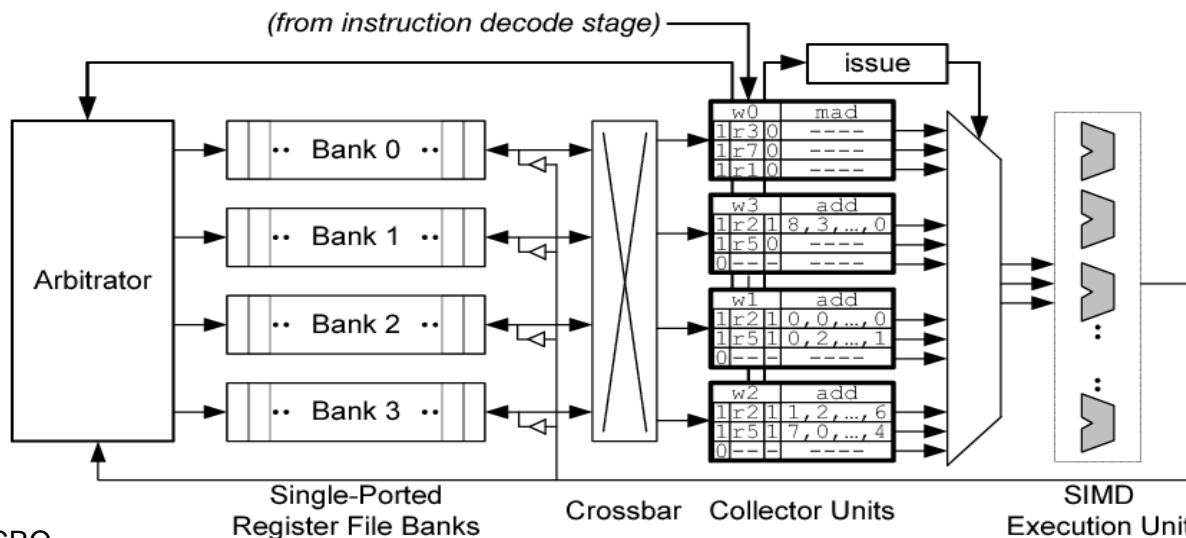 (from instruction decode stage)
issue
Arbitrator
Bank 0
Bank 1
Bank 2
Bank 3
w0 mad
1 r3 0 ----
1 r7 0 ----
1 r1 0 ----
w3 add
1 r2 1 8,3,…,0
1 r5 0 ----
0 -- - ----
w1 add
1 r2 1 0,0,…,0
1 r5 1 0,2,…,1
0 -- - ----
w2 add
1 r2 1 1,2,…,6
1 r5 1 7,0,…,4
0 -- - ----
Single-Ported
Register File Banks
Crossbar
Collector Units
SIMD
Execution Unit